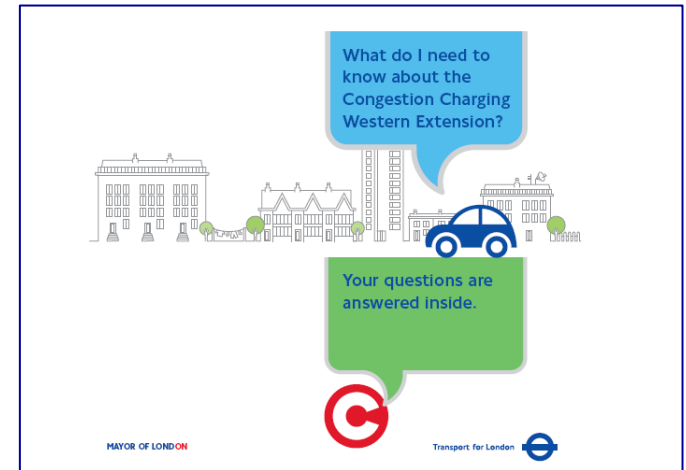 What do I need to
know about the
Congestion Charging
Western Extension?
Your questions are
answered inside.
MAYOR OF LONDON
Transport for London